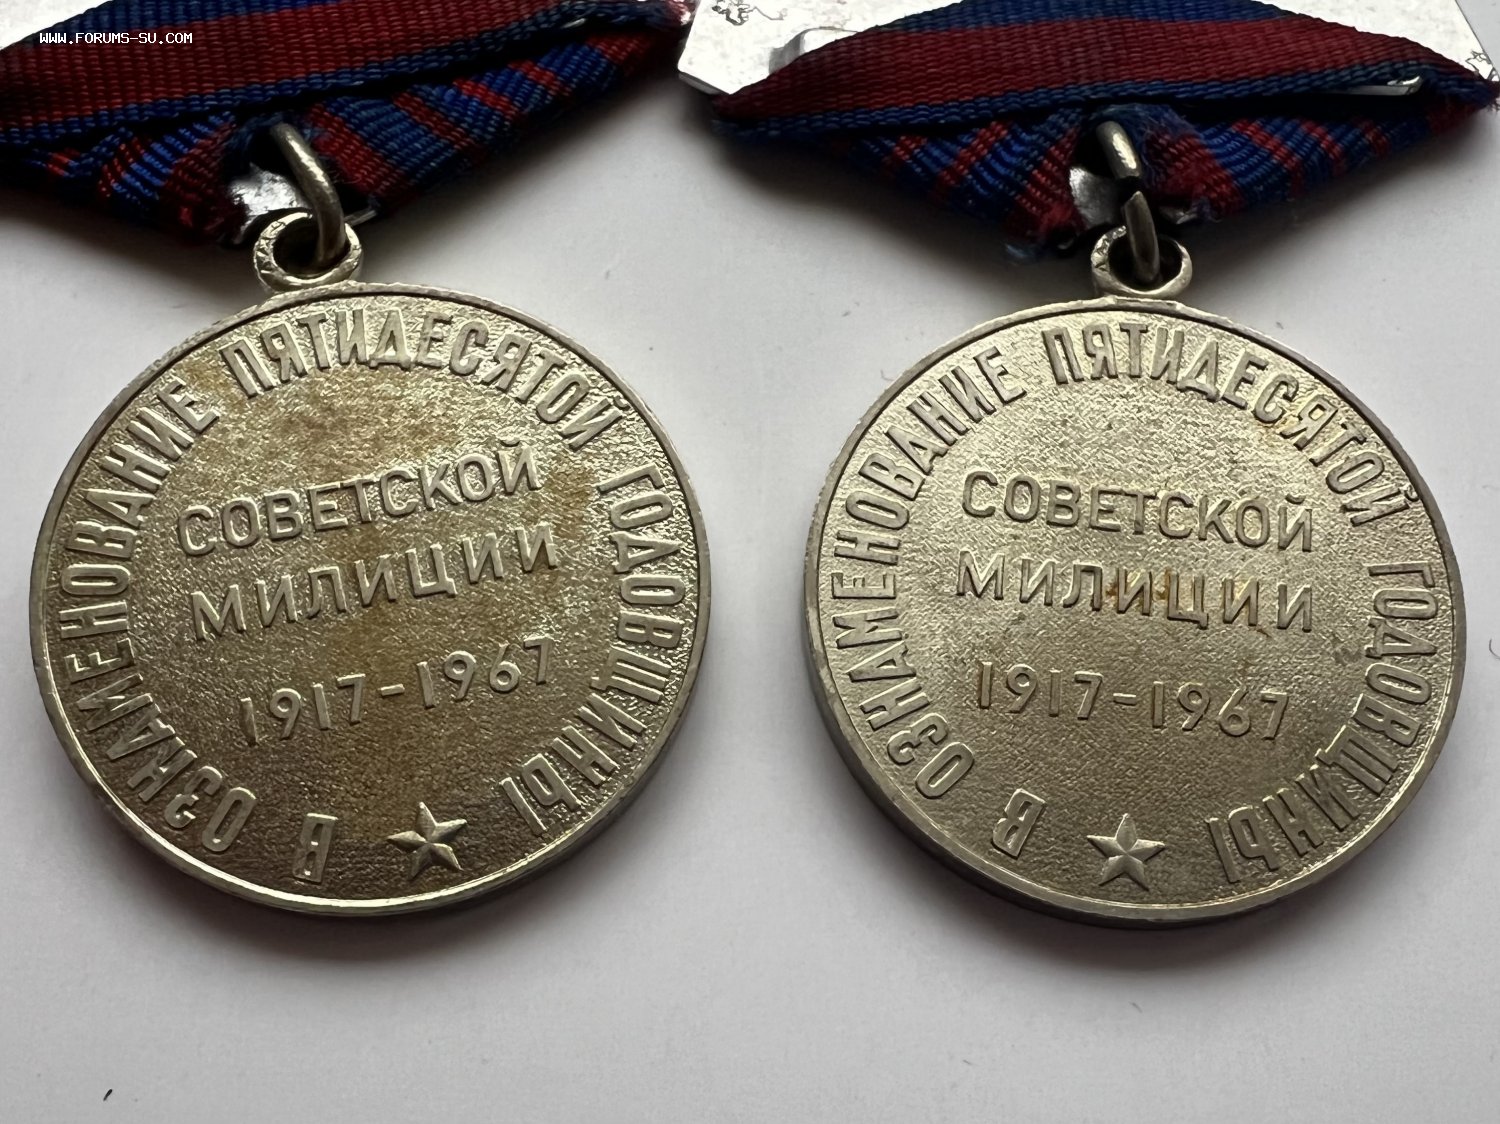 WWW.FORUMS-SU.COM
В ОЗНАМЕНОВАНИЕ ПЯТИДЕСЯТОЙ ГОДОВЩИНЫ
СОВЕТСКОЙ
МИЛИЦИИ
1917-1967
В ОЗНАМЕНОВАНИЕ ПЯТИДЕСЯТОЙ ГОДОВЩИНЫ
СОВЕТСКОЙ
МИЛИЦИИ
1917-1967